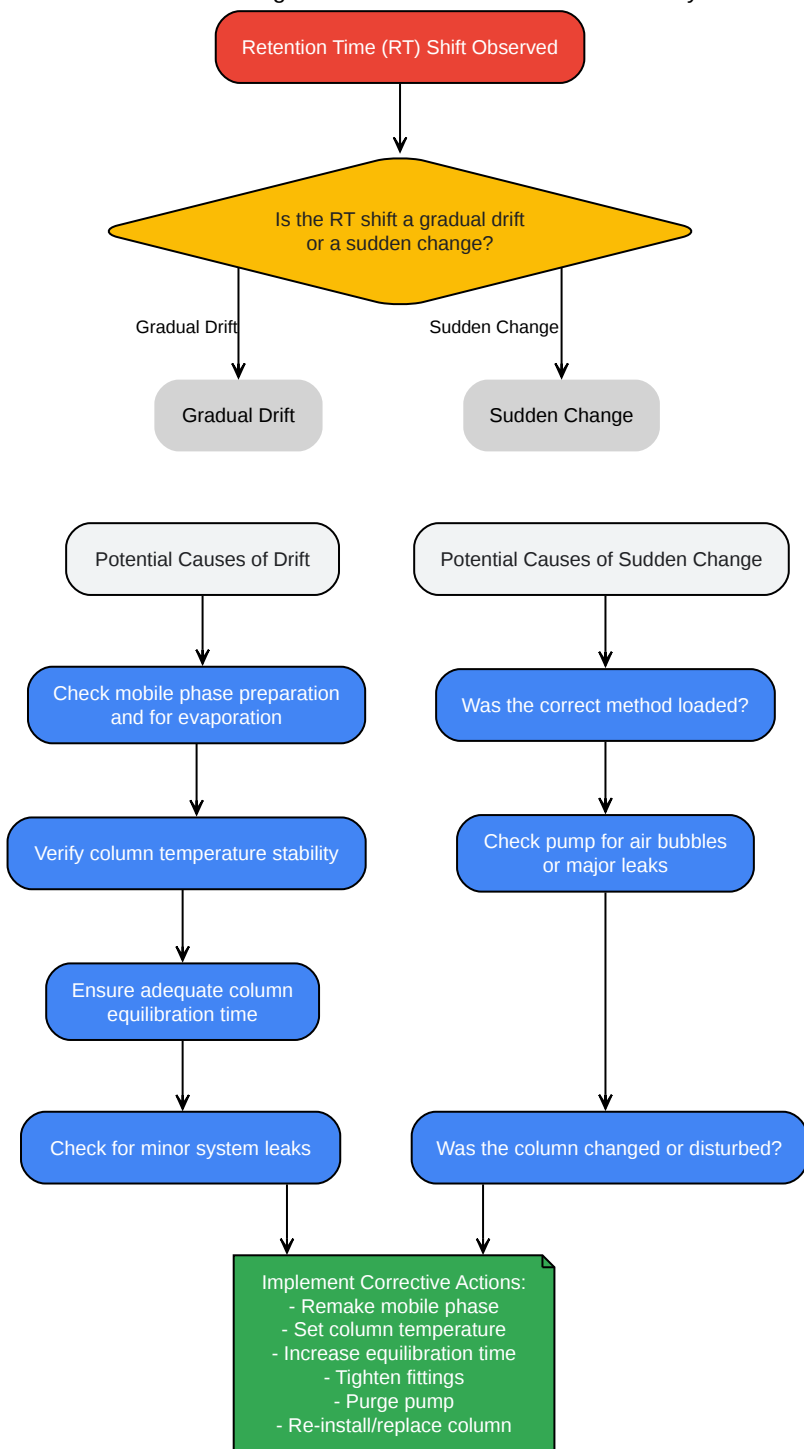 Retention Time (RT) Shift Observed
Is the RT shift a gradual drift
or a sudden change?
Gradual Drift
Sudden Change
Gradual Drift
Sudden Change
Potential Causes of Drift
Potential Causes of Sudden Change
Check mobile phase preparation
and for evaporation
Was the correct method loaded?
Verify column temperature stability
Check pump for air bubbles
or major leaks
Ensure adequate column
equilibration time
Check for minor system leaks
Was the column changed or disturbed?
Implement Corrective Actions:
- Remake mobile phase
- Set column temperature
- Increase equilibration time
- Tighten fittings
- Purge pump
- Re-install/replace column